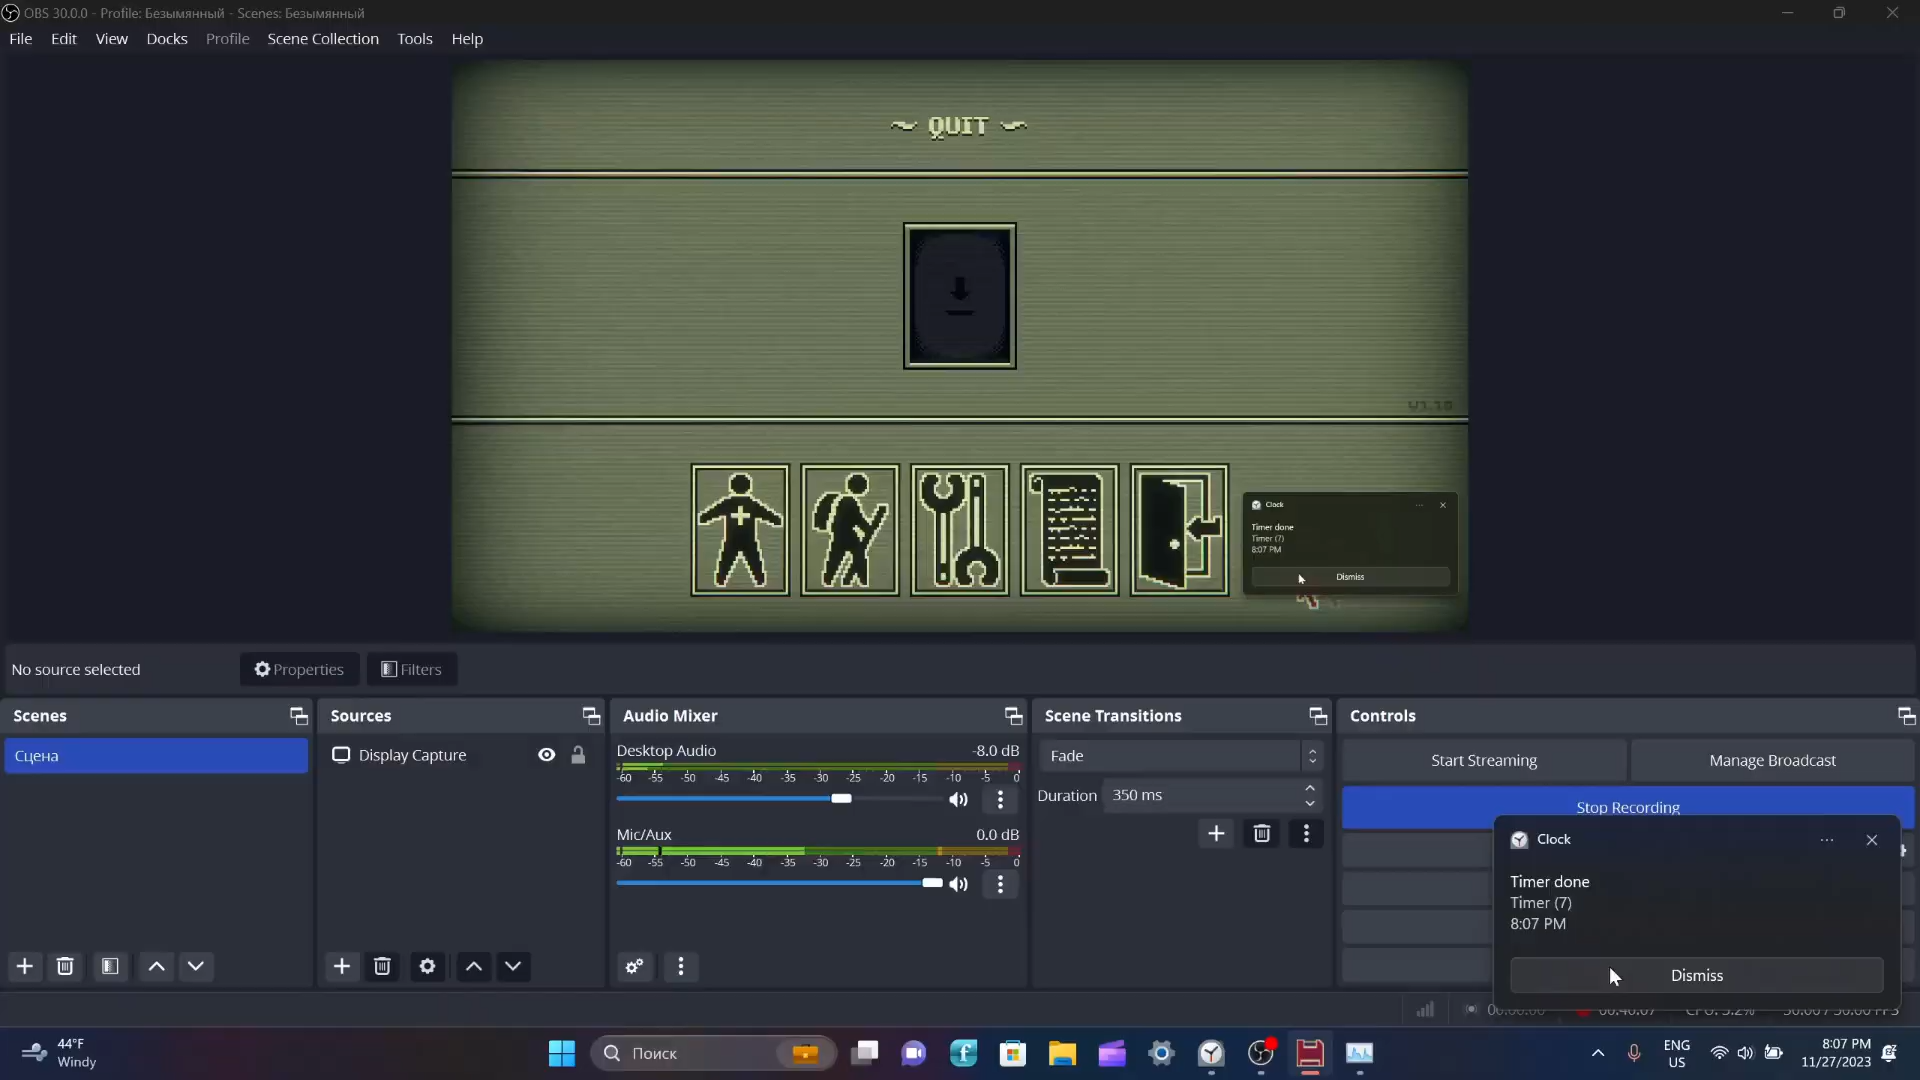 OBS 30.0.0 - Profile: Безымянный - Scenes: Безымянный
File Edit View Docks Profile Scene Collection Tools Help
QUIT
V1.10
Clock
Timer done
Timer (7)
8:07 PM
Dismiss
No source selected Properties Filters
Scenes Sources Audio Mixer Scene Transitions Controls
Сцена
Display Capture
Desktop Audio -8.0 dB
-60 -55 -50 -45 -40 -35 -30 -25 -20 -15 -10 -5 0
Mic/Aux 0.0 dB
-60 -55 -50 -45 -40 -35 -30 -25 -20 -15 -10 -5 0
Fade
Duration 350 ms
Start Streaming Manage Broadcast
Stop Recording
Clock
Timer done
Timer (7)
8:07 PM
Dismiss
44°F
Windy
Поиск
ENG
US
8:07 PM
11/27/2023